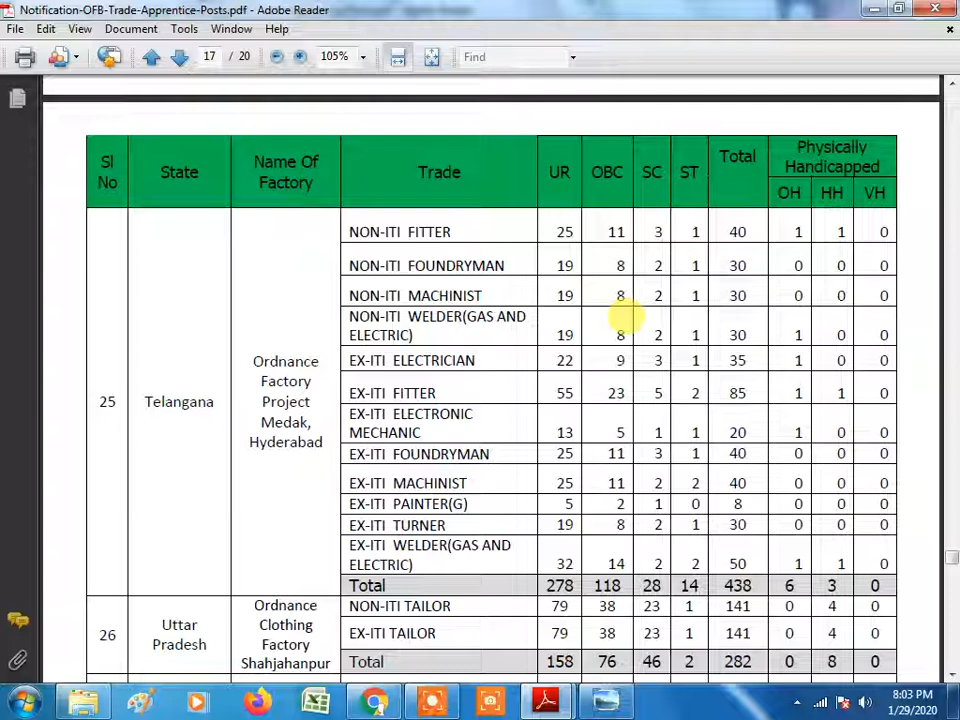 Notification-OFB-Trade-Apprentice-Posts.pdf - Adobe Reader
File Edit View Document Tools Window Help
17 / 20 105% Find
Sl No State Name Of Factory Trade UR OBC SC ST Total Physically Handicapped
OH HH VH
25 Telangana Ordnance Factory Project Medak, Hyderabad
NON-ITI FITTER 25 11 3 1 40 1 1 0
NON-ITI FOUNDRYMAN 19 8 2 1 30 0 0 0
NON-ITI MACHINIST 19 8 2 1 30 0 0 0
NON-ITI WELDER(GAS AND
ELECTRIC) 19 8 2 1 30 1 0 0
EX-ITI ELECTRICIAN 22 9 3 1 35 1 0 0
EX-ITI FITTER 55 23 5 2 85 1 1 0
EX-ITI ELECTRONIC
MECHANIC 13 5 1 1 20 1 0 0
EX-ITI FOUNDRYMAN 25 11 3 1 40 0 0 0
EX-ITI MACHINIST 25 11 2 2 40 0 0 0
EX-ITI PAINTER(G) 5 2 1 0 8 0 0 0
EX-ITI TURNER 19 8 2 1 30 0 0 0
EX-ITI WELDER(GAS AND
ELECTRIC) 32 14 2 2 50 1 1 0
Total 278 118 28 14 438 6 3 0
26 Uttar Pradesh Ordnance Clothing Factory Shahjahanpur
NON-ITI TAILOR 79 38 23 1 141 0 4 0
EX-ITI TAILOR 79 38 23 1 141 0 4 0
Total 158 76 46 2 282 0 8 0
8:03 PM
1/29/2020